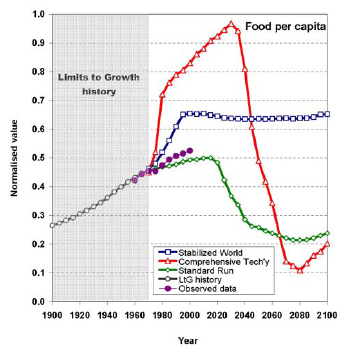 Food per capita
Limits to Growth
history
Normalised value
1.0
0.9
0.8
0.7
0.6
0.5
0.4
0.3
0.2
0.1
0.0
Stabilized World
Comprehensive Tech'y
Standard Run
LtG history
Observed data
1900 1920 1940 1960 1980 2000 2020 2040 2060 2080 2100
Year